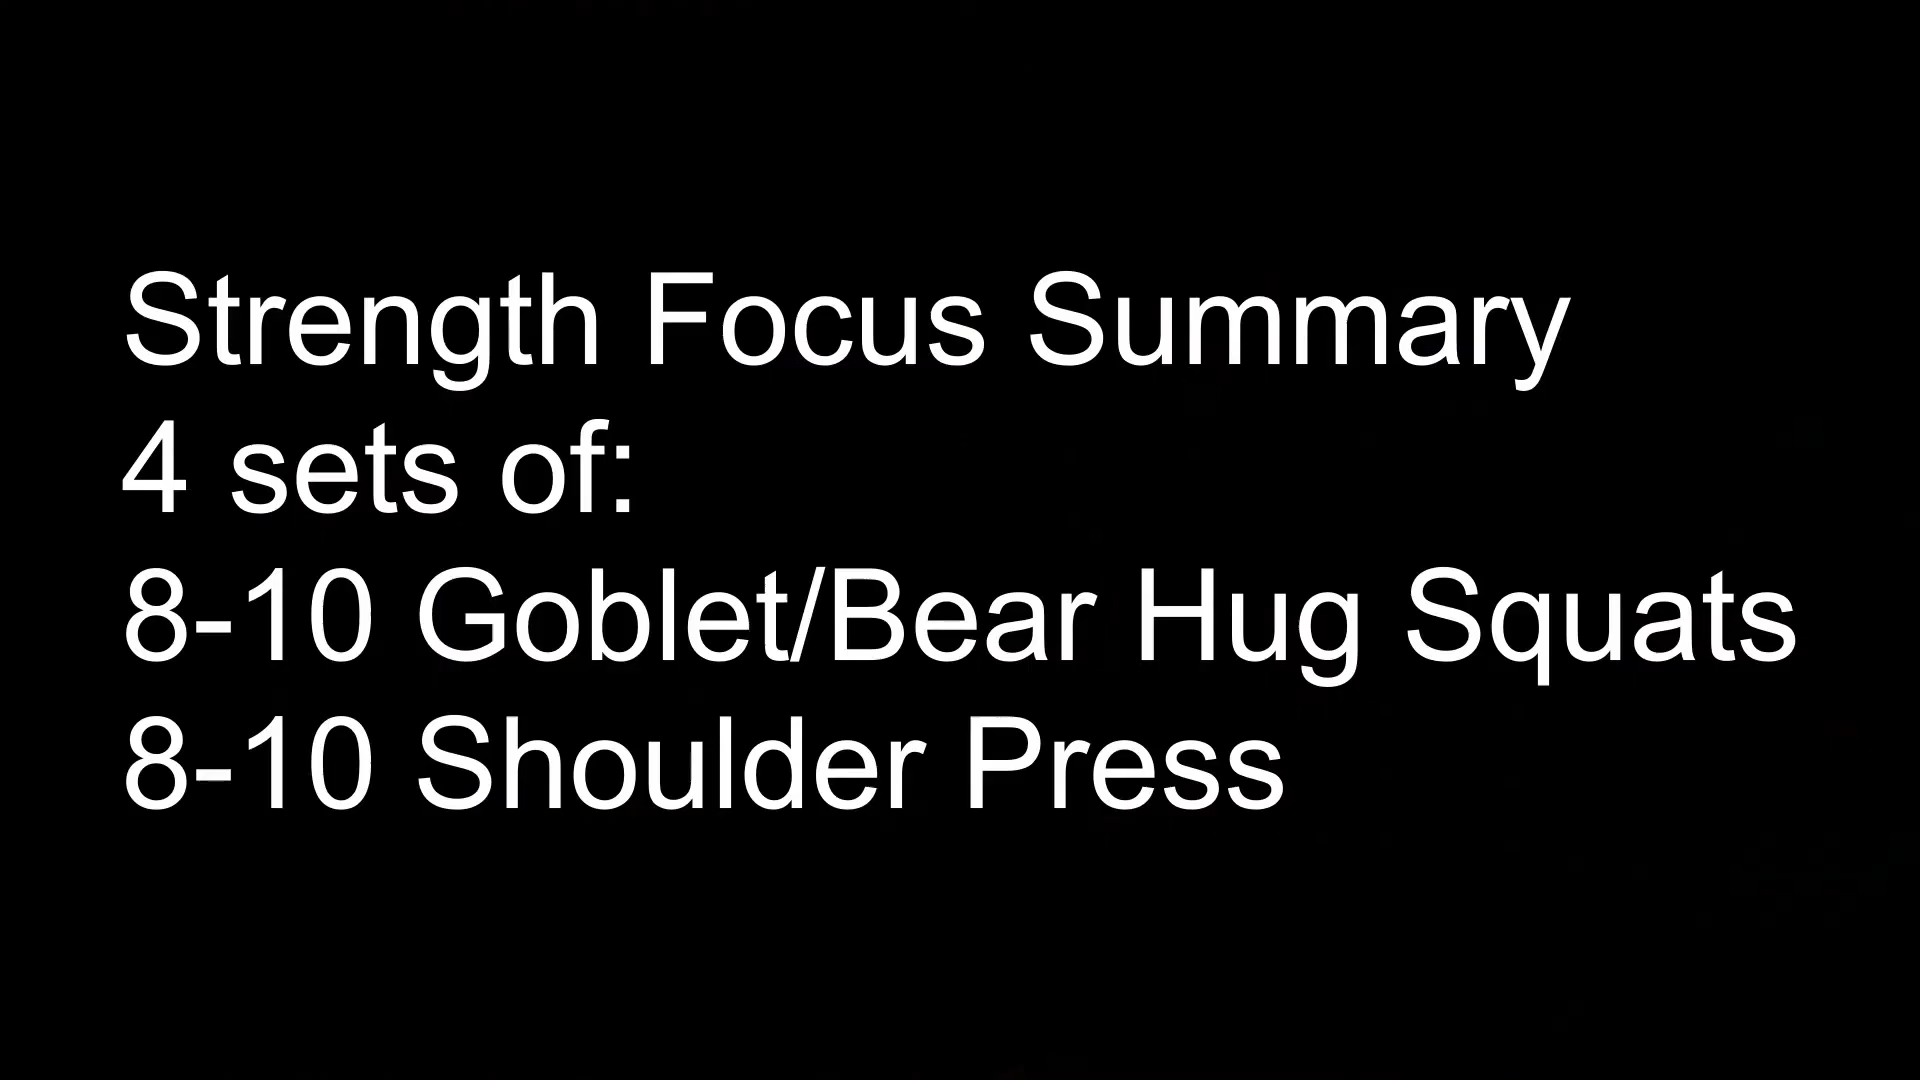 Strength Focus Summary
4 sets of:
8-10 Goblet/Bear Hug Squats
8-10 Shoulder Press